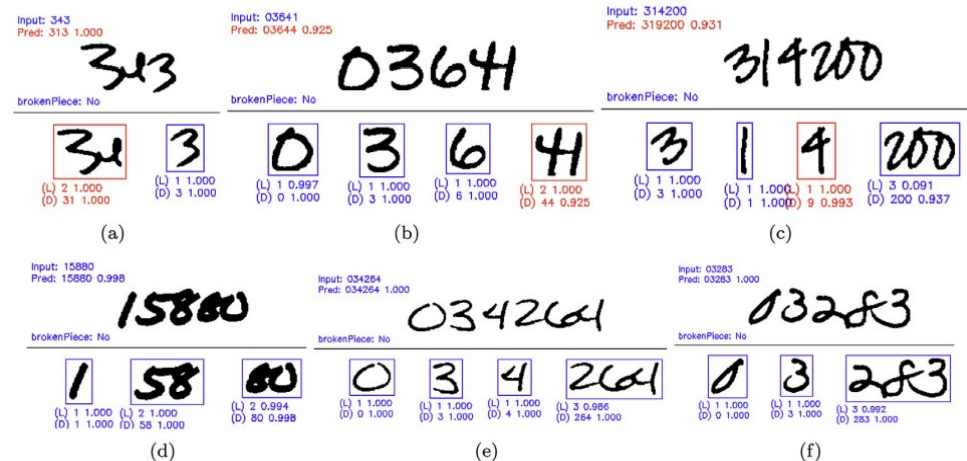 Input: 343
Pred: 313 1.000
343
brokenPiece: No
34 3
(L) 2 1.000
(D) 31 1.000
(L) 1 1.000
(D) 3 1.000
(a)
Input: 03641
Pred: 03644 0.925
03641
brokenPiece: No
0 3 6 41
(L) 1 0.997
(D) 0 1.000
(L) 1 1.000
(D) 3 1.000
(L) 1 1.000
(D) 6 1.000
(L) 2 1.000
(D) 44 0.925
(b)
Input: 314200
Pred: 319200 0.931
314200
brokenPiece: No
3 1 4 200
(L) 1 1.000
(D) 3 1.000
(L) 1 1.000
(D) 1 1.000
(L) 1 1.000
(D) 9 0.993
(L) 3 0.091
(D) 200 0.937
(c)
Input: 15880
Pred: 15880 0.998
15880
brokenPiece: No
1 58 80
(L) 1 1.000
(D) 1 1.000
(L) 2 1.000
(D) 58 1.000
(L) 2 0.994
(D) 80 0.998
(d)
Input: 034264
Pred: 034264 1.000
034264
brokenPiece: No
0 3 4 264
(L) 1 1.000
(D) 0 1.000
(L) 1 1.000
(D) 3 1.000
(L) 1 1.000
(D) 4 1.000
(L) 3 0.986
(D) 264 1.000
(e)
Input: 03283
Pred: 03283 1.000
03283
brokenPiece: No
0 3 283
(L) 1 1.000
(D) 0 1.000
(L) 1 1.000
(D) 3 1.000
(L) 3 0.992
(D) 283 1.000
(f)